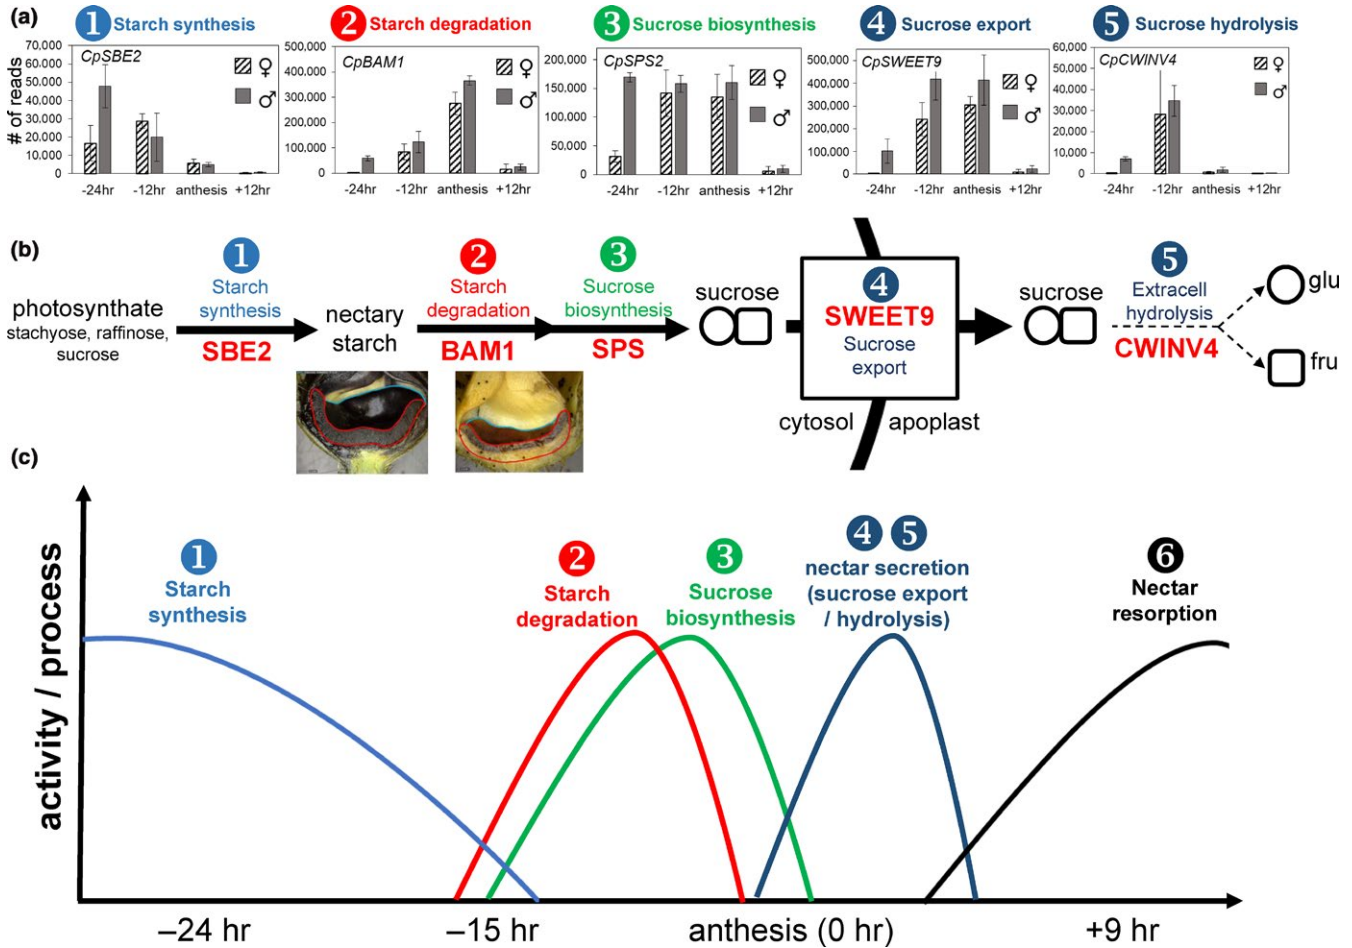 (a)
1 Starch synthesis
2 Starch degradation
3 Sucrose biosynthesis
4 Sucrose export
5 Sucrose hydrolysis
# of reads
70,000
60,000
50,000
40,000
30,000
20,000
10,000
0
CpSBE2
♀
♂
-24hr -12hr anthesis +12hr
500,000
400,000
300,000
200,000
100,000
0
CpBAM1
♀
♂
-24hr -12hr anthesis +12hr
200,000
150,000
100,000
50,000
0
CpSPS2
♀
♂
-24hr -12hr anthesis +12hr
500,000
400,000
300,000
200,000
100,000
0
CpSWEET9
♀
♂
-24hr -12hr anthesis +12hr
60,000
50,000
40,000
30,000
20,000
10,000
0
CpCWINV4
♀
♂
-24hr -12hr anthesis +12hr
(b)
photosynthate
stachyose, raffinose,
sucrose
1
Starch
synthesis
SBE2
nectary
starch
2
Starch
degradation
BAM1
3
Sucrose
biosynthesis
SPS
sucrose
4
SWEET9
Sucrose
export
cytosol
apoplast
sucrose
5
Extracell
hydrolysis
CWINV4
glu
fru
(c)
activity / process
1
Starch
synthesis
2
Starch
degradation
3
Sucrose
biosynthesis
4 5
nectar secretion
(sucrose export
/ hydrolysis)
6
Nectar
resorption
–24 hr
–15 hr
anthesis (0 hr)
+9 hr